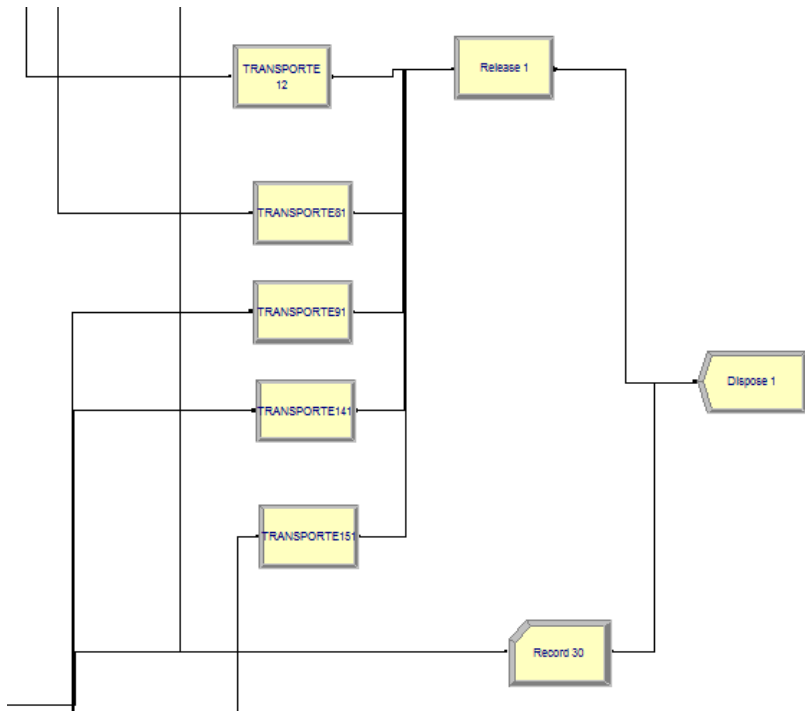 TRANSPORTE
12
Release 1
TRANSPORTE81
TRANSPORTE91
TRANSPORTE141
Dispose 1
TRANSPORTE151
Record 30